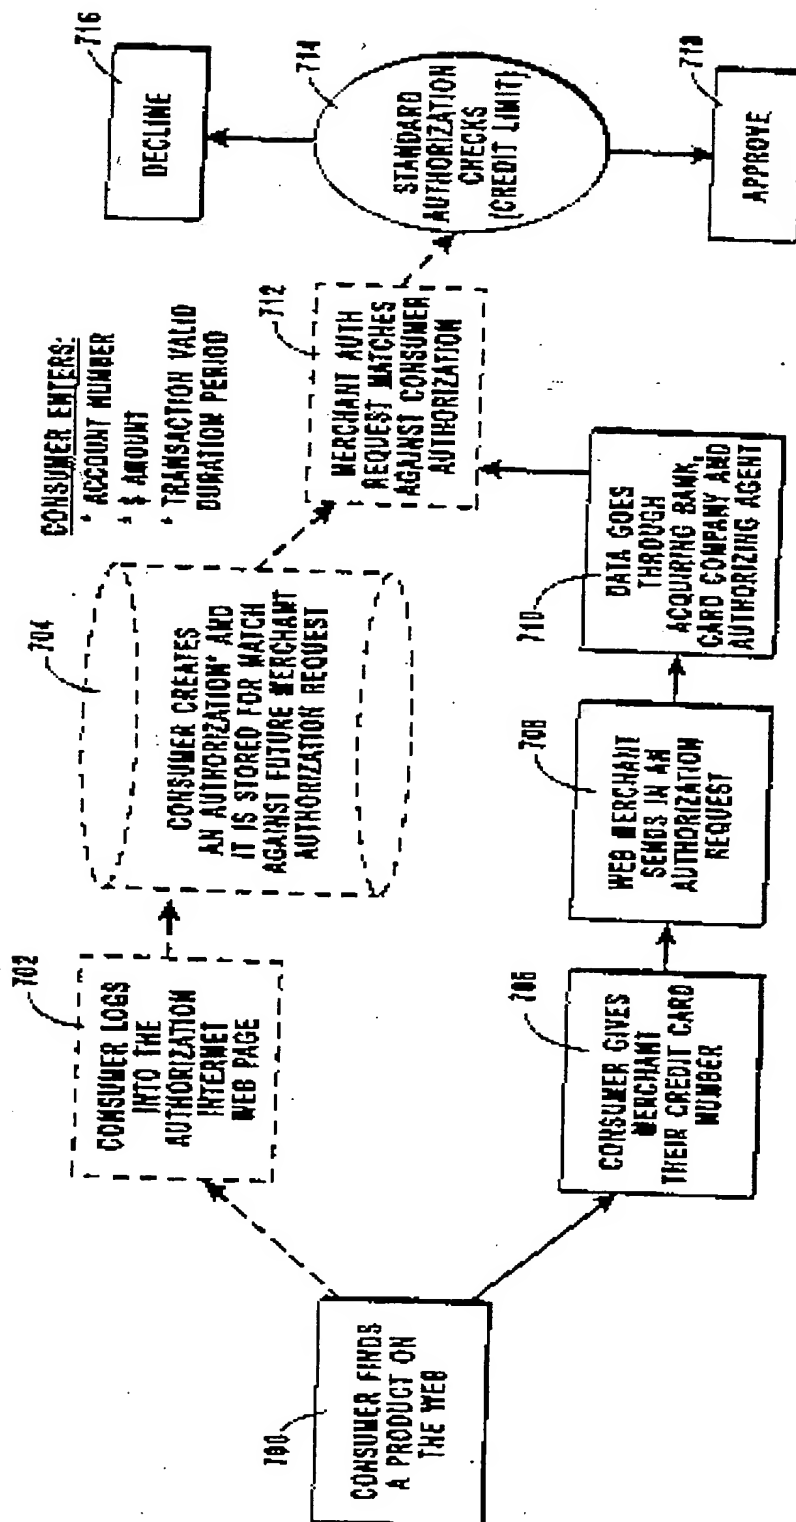 700
CONSUMER FINDS
A PRODUCT ON
THE WEB
702
CONSUMER LOGS
INTO THE
AUTHORIZATION
INTERNET
WEB PAGE
704
CONSUMER CREATES
AN AUTHORIZATION* AND
IT IS STORED FOR MATCH
AGAINST FUTURE MERCHANT
AUTHORIZATION REQUEST
CONSUMER ENTERS:
* ACCOUNT NUMBER
* $ AMOUNT
* TRANSACTION VALID
DURATION PERIOD
706
CONSUMER GIVES
MERCHANT
THEIR CREDIT CARD
NUMBER
708
WEB MERCHANT
SENDS IN AN
AUTHORIZATION
REQUEST
710
DATA GOES
THROUGH
ACQUIRING BANK,
CARD COMPANY AND
AUTHORIZING AGENT
712
MERCHANT AUTH
REQUEST MATCHES
AGAINST CONSUMER
AUTHORIZATION
714
STANDARD
AUTHORIZATION
CHECKS
(CREDIT LIMIT)
716
DECLINE
718
APPROVE